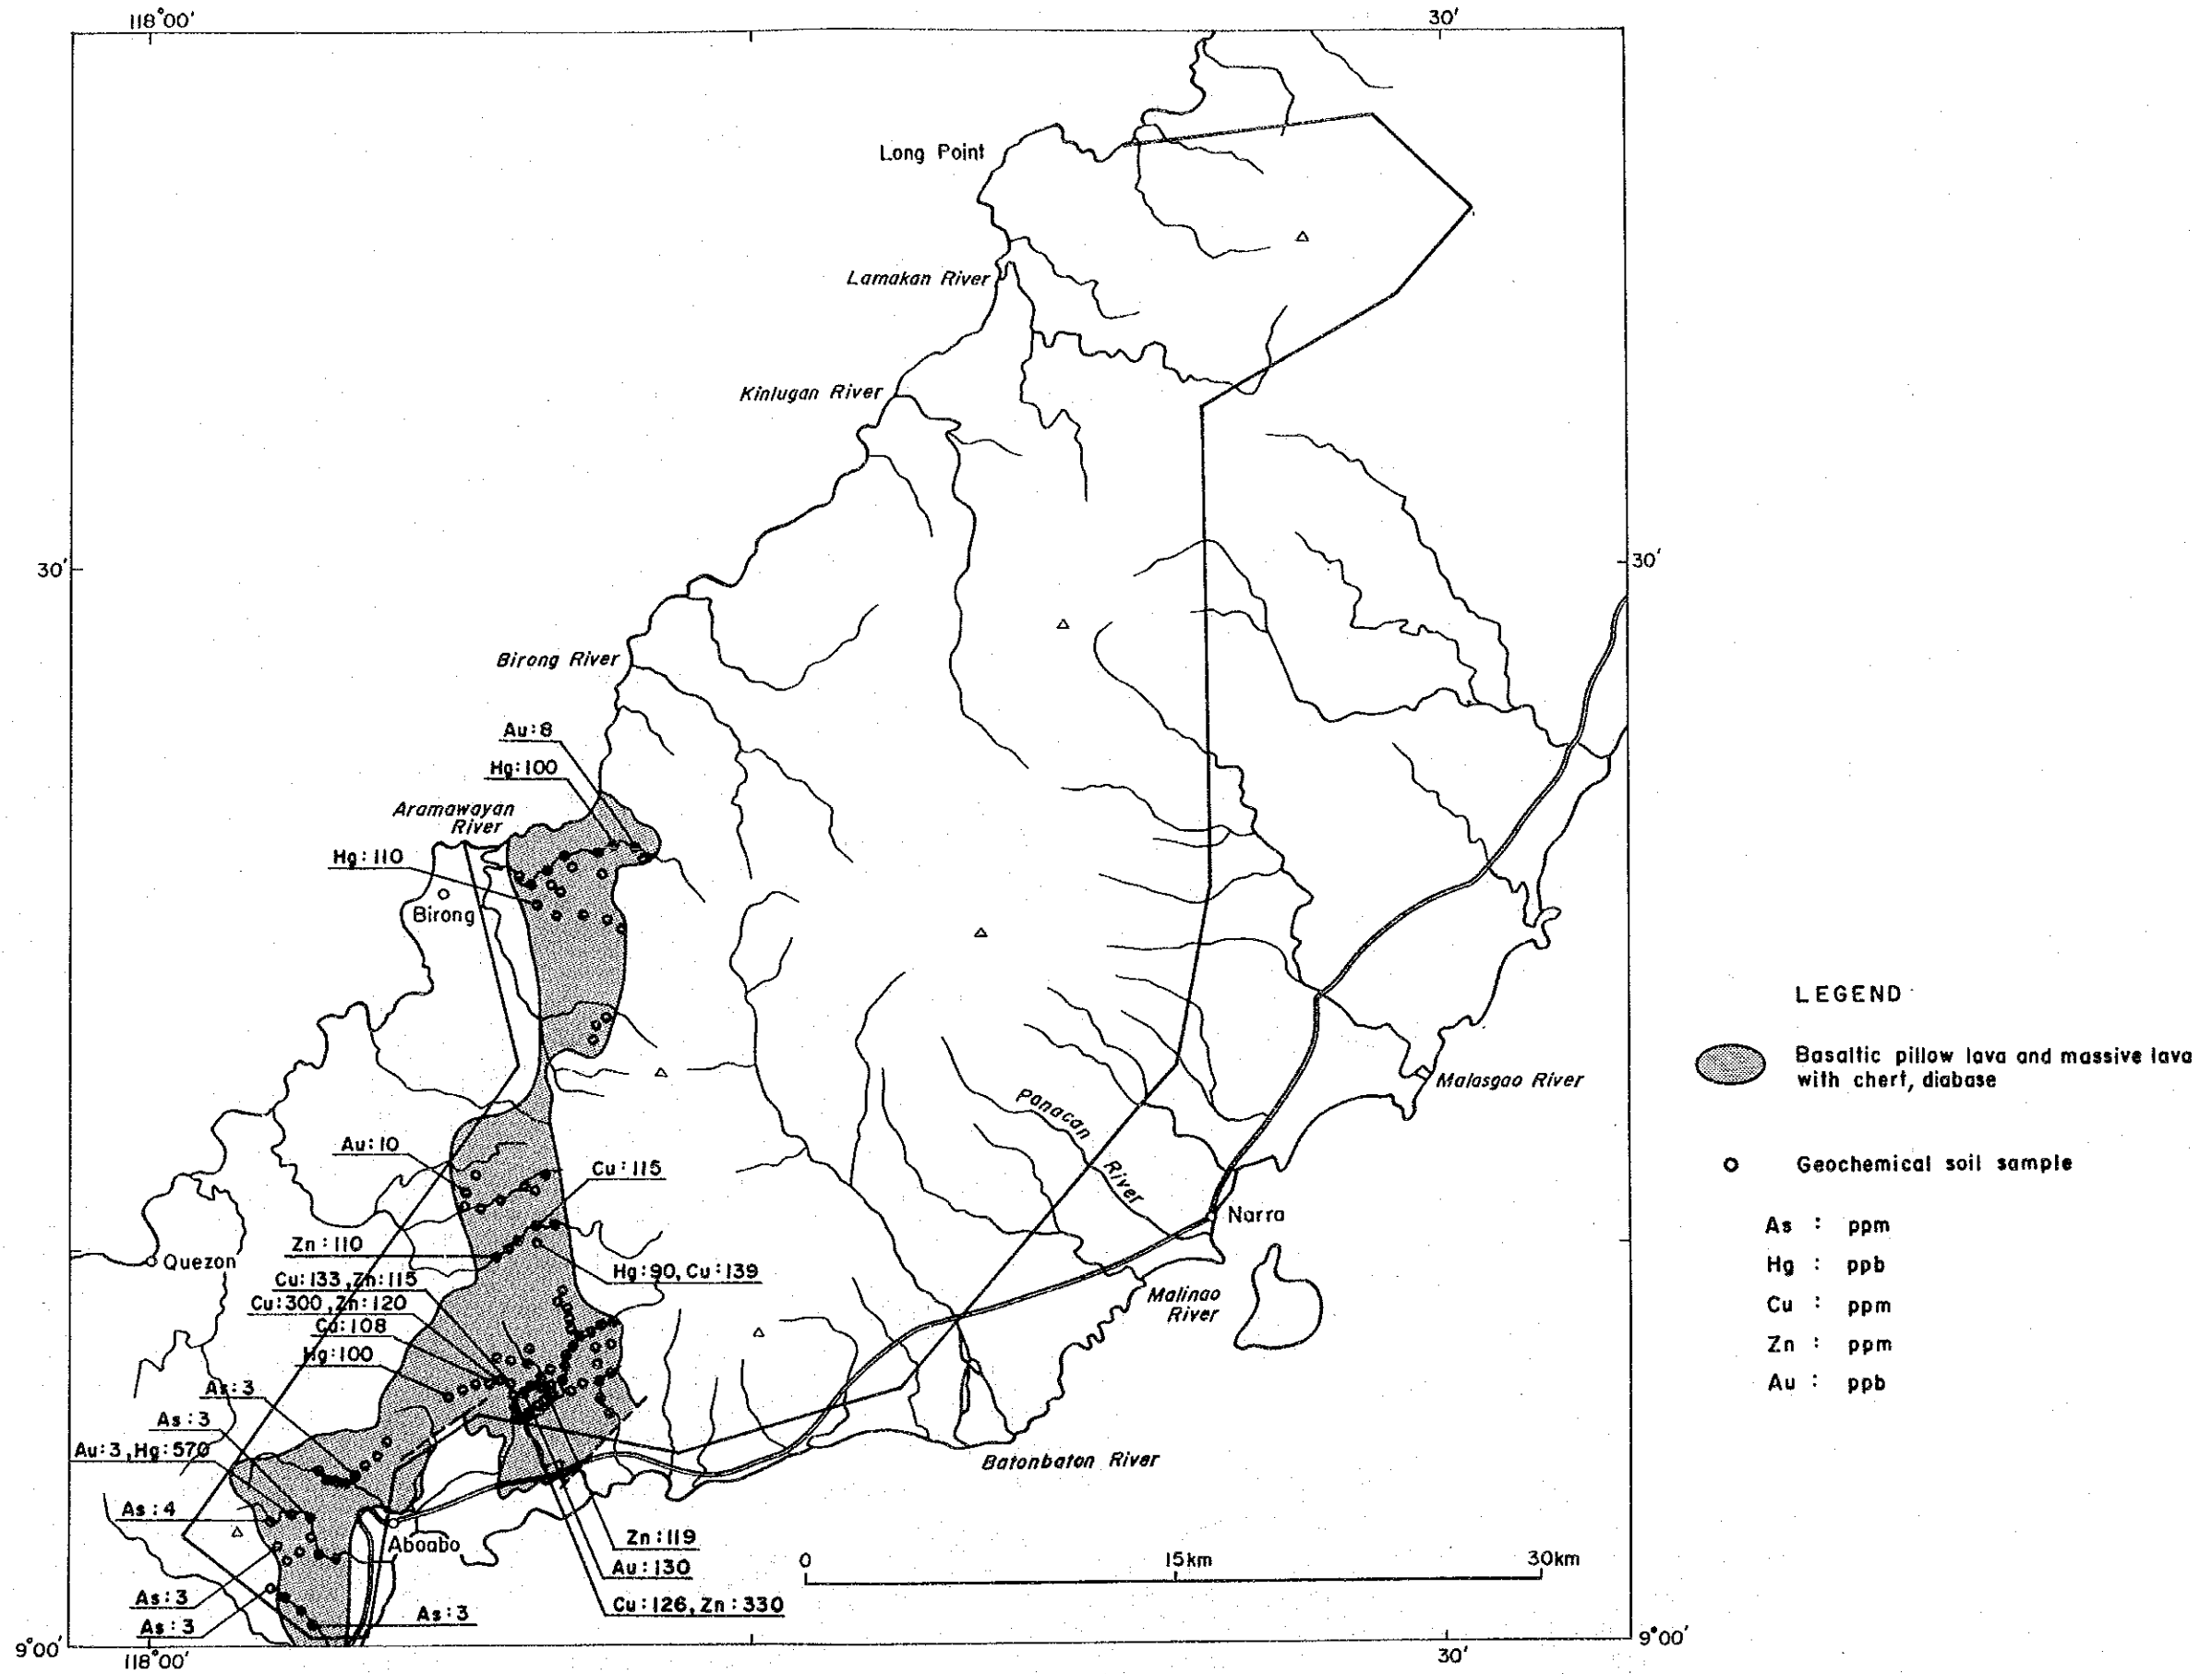 118°00'
30'
Long Point
Lamakan River
Kinlugan River
30'
30'
Birong River
Au:8
Hg:100
Aramawayan
River
Hg:110
Birong
LEGEND
Basaltic pillow lava and massive lava
with chert, diabase
Malasgao River
Panacan
River
Au:10
Cu:115
Geochemical soil sample
Narra
As : ppm
Zn:110
Quezon
Hg:90, Cu:139
Hg : ppb
Cu:133, Zn:115
Cu:300, Zn:120
Malinao
River
Cu : ppm
Cu:108
Zn : ppm
Hg:100
Au : ppb
As:3
As:3
Au:3, Hg:570
Batonbaton River
As:4
Aboabo
Zn:119
Au:130
0
15km
30km
As:3
As:3
As:3
Cu:126, Zn:330
9°00'
9°00'
118°00'
30'